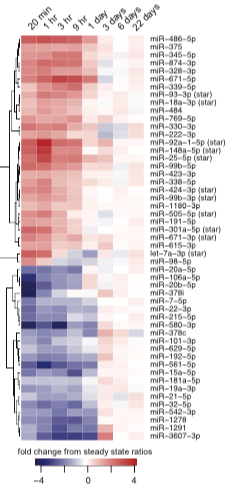 20 min
1 hr
3 hr
9 hr
1 day
3 days
6 days
22 days
miR–486–5p
miR–375
miR–345–5p
miR–874–3p
miR–328–3p
miR–671–5p
miR–339–5p
miR–93–3p (star)
miR–18a–3p (star)
miR–484
miR–769–5p
miR–330–3p
miR–222–3p
miR–92a–1–5p (star)
miR–148a–5p (star)
miR–25–5p (star)
miR–99b–5p
miR–423–3p
miR–338–5p
miR–424–3p (star)
miR–99b–3p (star)
miR–1180–3p
miR–505–5p (star)
miR–191–5p
miR–301a–5p (star)
miR–671–3p (star)
miR–615–3p
let–7a–3p (star)
miR–98–5p
miR–20a–5p
miR–106a–5p
miR–20b–5p
miR–378i
miR–7–5p
miR–22–3p
miR–215–5p
miR–580–3p
miR–378c
miR–101–3p
miR–629–5p
miR–192–5p
miR–561–5p
miR–15a–5p
miR–181a–5p
miR–19a–3p
miR–21–5p
miR–32–5p
miR–542–3p
miR–1278
miR–1291
miR–3607–3p
fold change from steady state ratios
−4 0 4